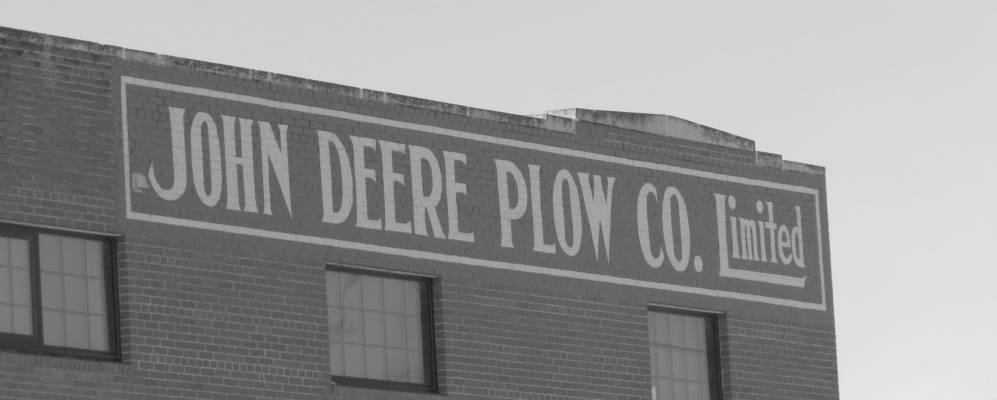 JOHN DEERE PLOW CO. Limited